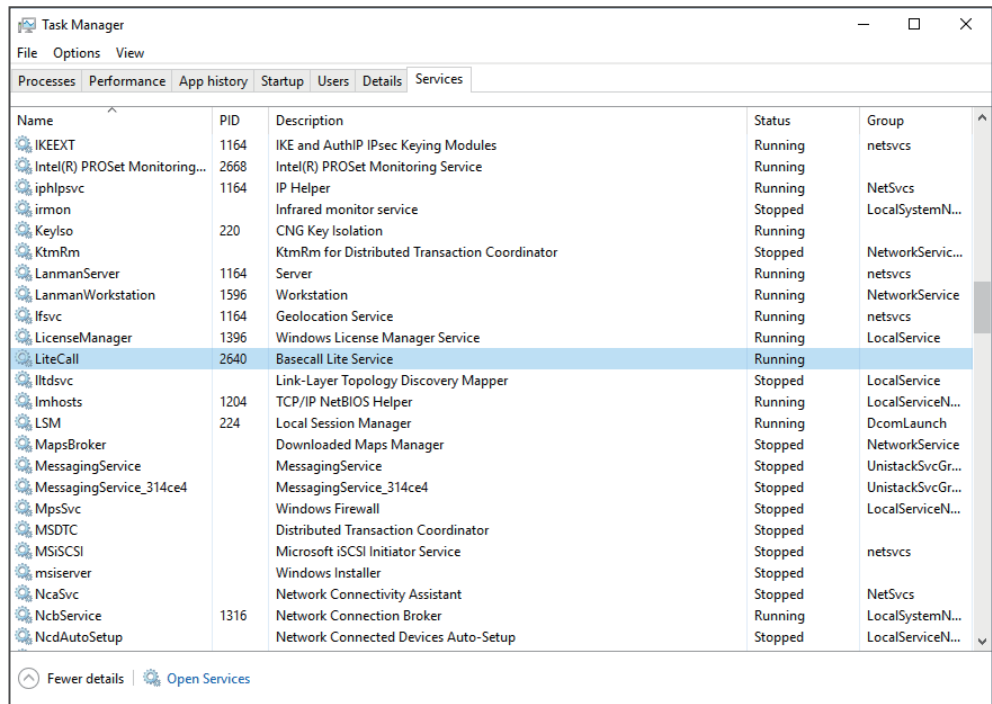 Task Manager
File Options View
Processes Performance App history Startup Users Details Services
Name PID Description Status Group
IKEEXT 1164 IKE and AuthIP IPsec Keying Modules Running netsvcs
Intel(R) PROSet Monitoring... 2668 Intel(R) PROSet Monitoring Service Running
iphlpsvc 1164 IP Helper Running NetSvcs
irmon Infrared monitor service Stopped LocalSystemN...
KeyIso 220 CNG Key Isolation Running
KtmRm KtmRm for Distributed Transaction Coordinator Stopped NetworkServic...
LanmanServer 1164 Server Running netsvcs
LanmanWorkstation 1596 Workstation Running NetworkService
lfsvc 1164 Geolocation Service Running netsvcs
LicenseManager 1396 Windows License Manager Service Running LocalService
LiteCall 2640 Basecall Lite Service Running
lltdsvc Link-Layer Topology Discovery Mapper Stopped LocalService
lmhosts 1204 TCP/IP NetBIOS Helper Running LocalServiceN...
LSM 224 Local Session Manager Running DcomLaunch
MapsBroker Downloaded Maps Manager Stopped NetworkService
MessagingService MessagingService Stopped UnistackSvcGr...
MessagingService_314ce4 MessagingService_314ce4 Stopped UnistackSvcGr...
MpsSvc Windows Firewall Stopped LocalServiceN...
MSDTC Distributed Transaction Coordinator Stopped
MSiSCSI Microsoft iSCSI Initiator Service Stopped netsvcs
msiserver Windows Installer Stopped
NcaSvc Network Connectivity Assistant Stopped NetSvcs
NcbService 1316 Network Connection Broker Running LocalSystemN...
NcdAutoSetup Network Connected Devices Auto-Setup Stopped LocalServiceN...
Fewer details Open Services